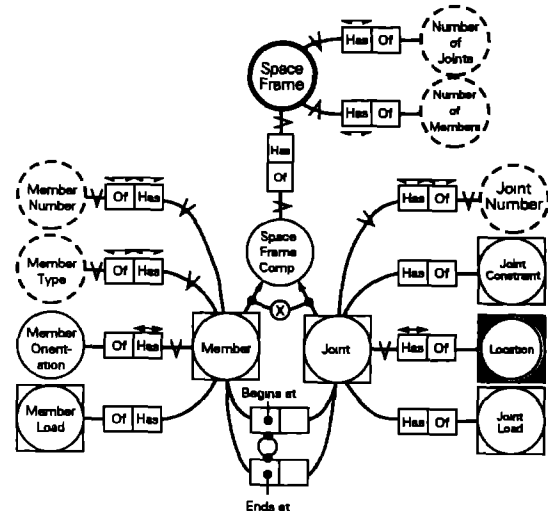 Has Of
Number
of
Joints
Space
Frame
Has Of
Number
of
Members
Has
Of
Member
Number
Of Has
Has Of
Joint
Number
Space
Frame
Comp
Member
Type
Of Has
Has Of
Joint
Constraint
X
Member
Orient-
ation
Of Has
Member
Joint
Has Of
Location
Begins at
Member
Load
Of Has
Has Of
Joint
Load
Ends at